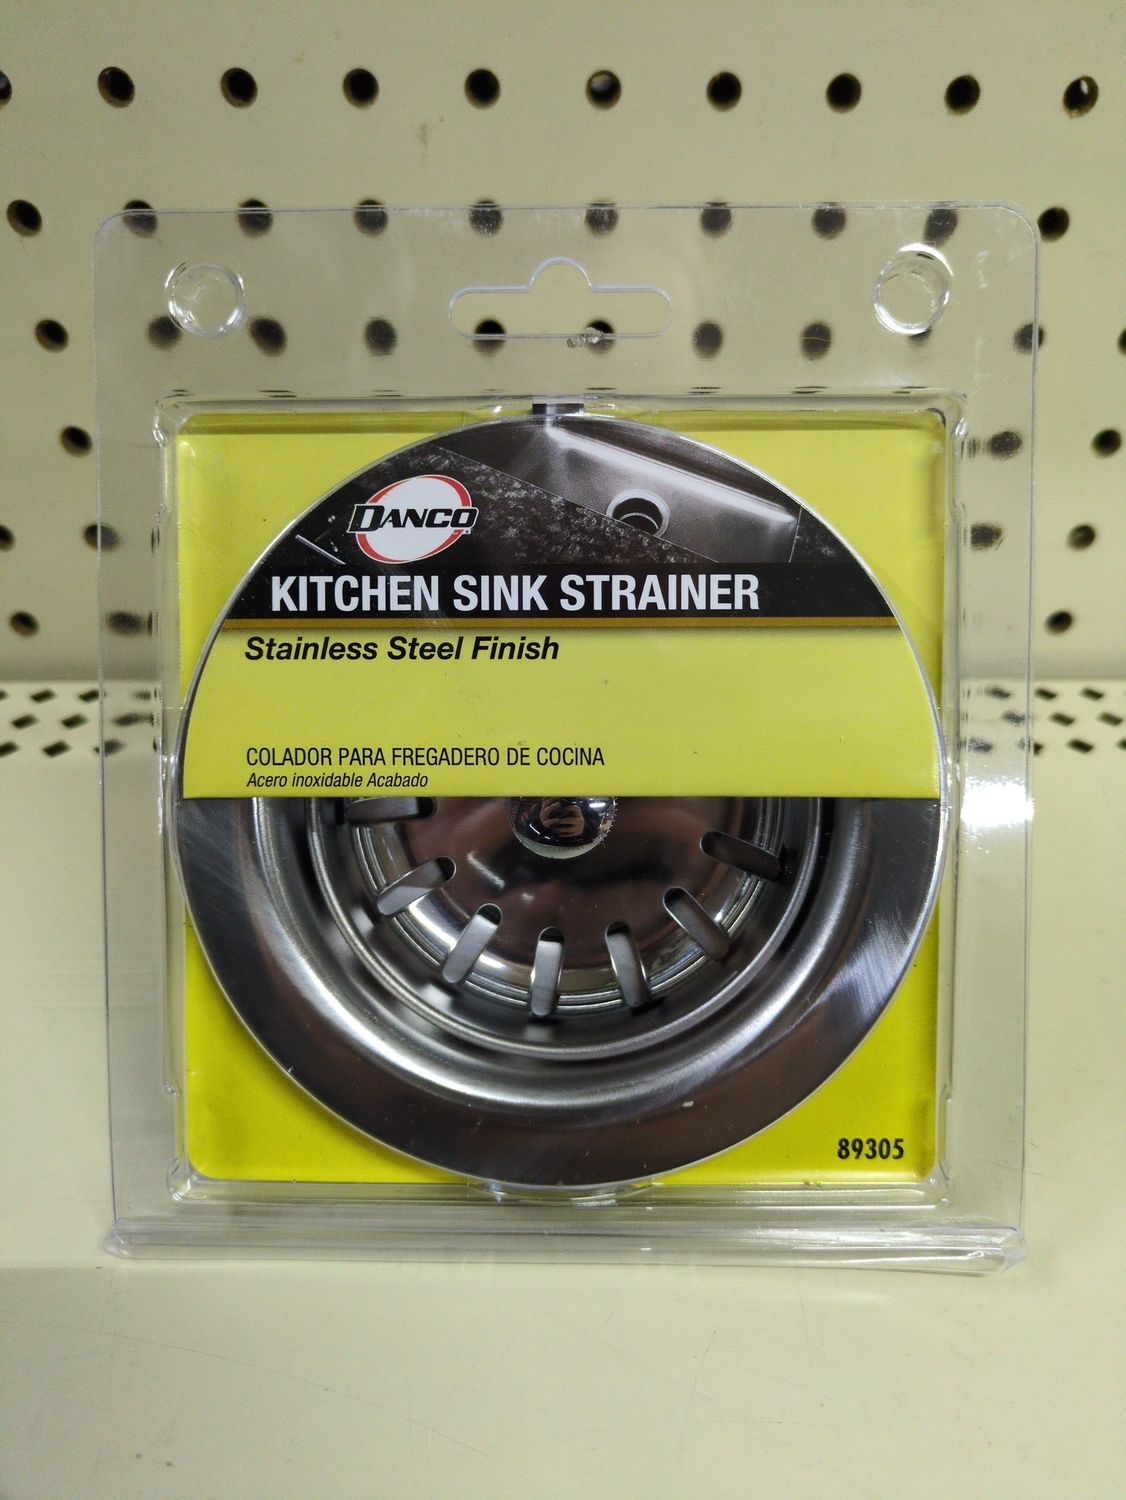 DANCO
KITCHEN SINK STRAINER
Stainless Steel Finish
COLADOR PARA FREGADERO DE COCINA
Acero inoxidable Acabado
89305